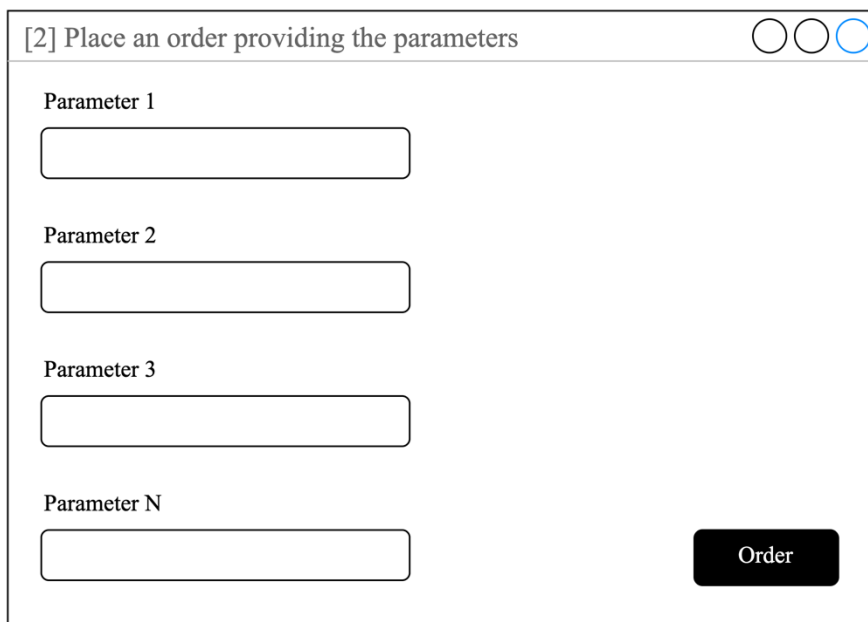 [2] Place an order providing the parameters
Parameter 1
Parameter 2
Parameter 3
Parameter N
Order